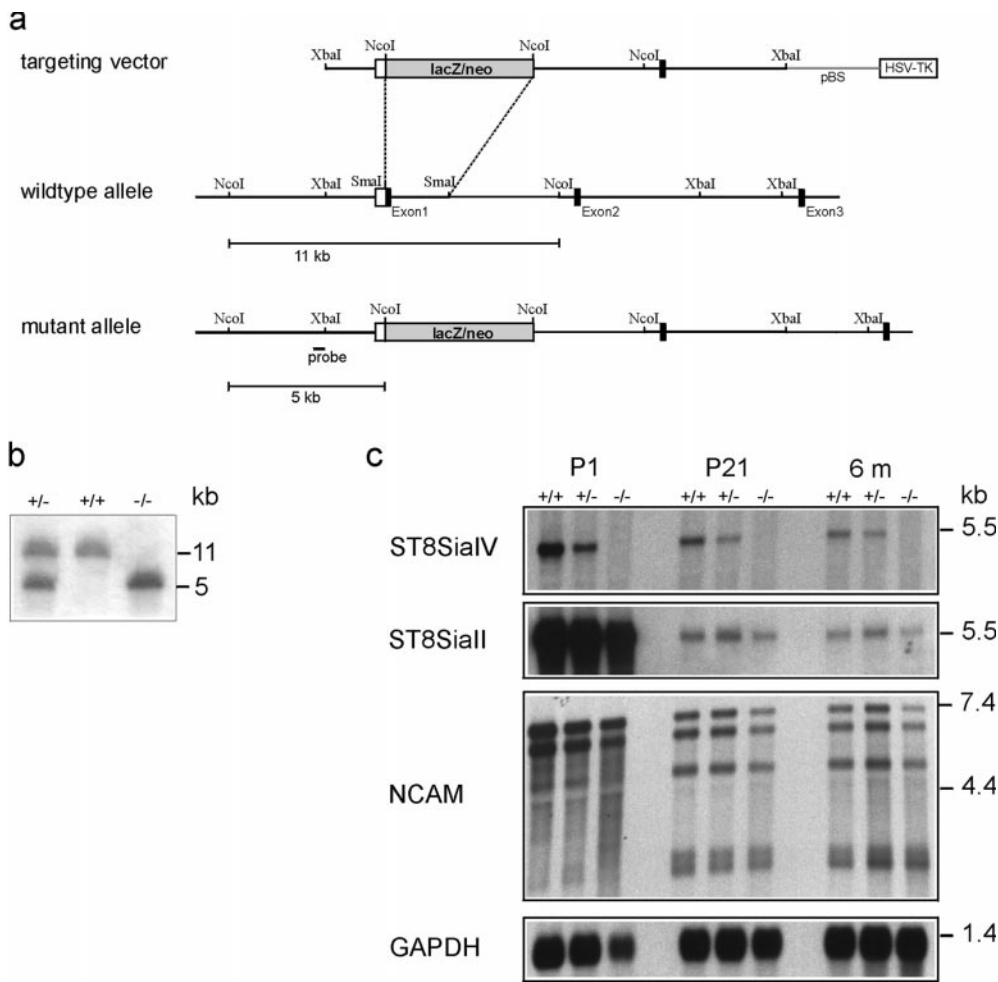 a
targeting vector
XbaI NcoI NcoI NcoI XbaI
lacZ/neo
pBS
HSV-TK
wildtype allele
NcoI XbaI SmaI SmaI NcoI XbaI XbaI
Exon1 Exon2 Exon3
11 kb
mutant allele
NcoI XbaI NcoI NcoI NcoI XbaI XbaI
lacZ/neo
probe
5 kb
b
+/- +/+ -/- kb
11
5
c
P1 P21 6 m
+/+ +/- -/- +/+ +/- -/- +/+ +/- -/- kb
ST8SiaIV 5.5
ST8SiaII 5.5
NCAM 7.4
4.4
GAPDH 1.4